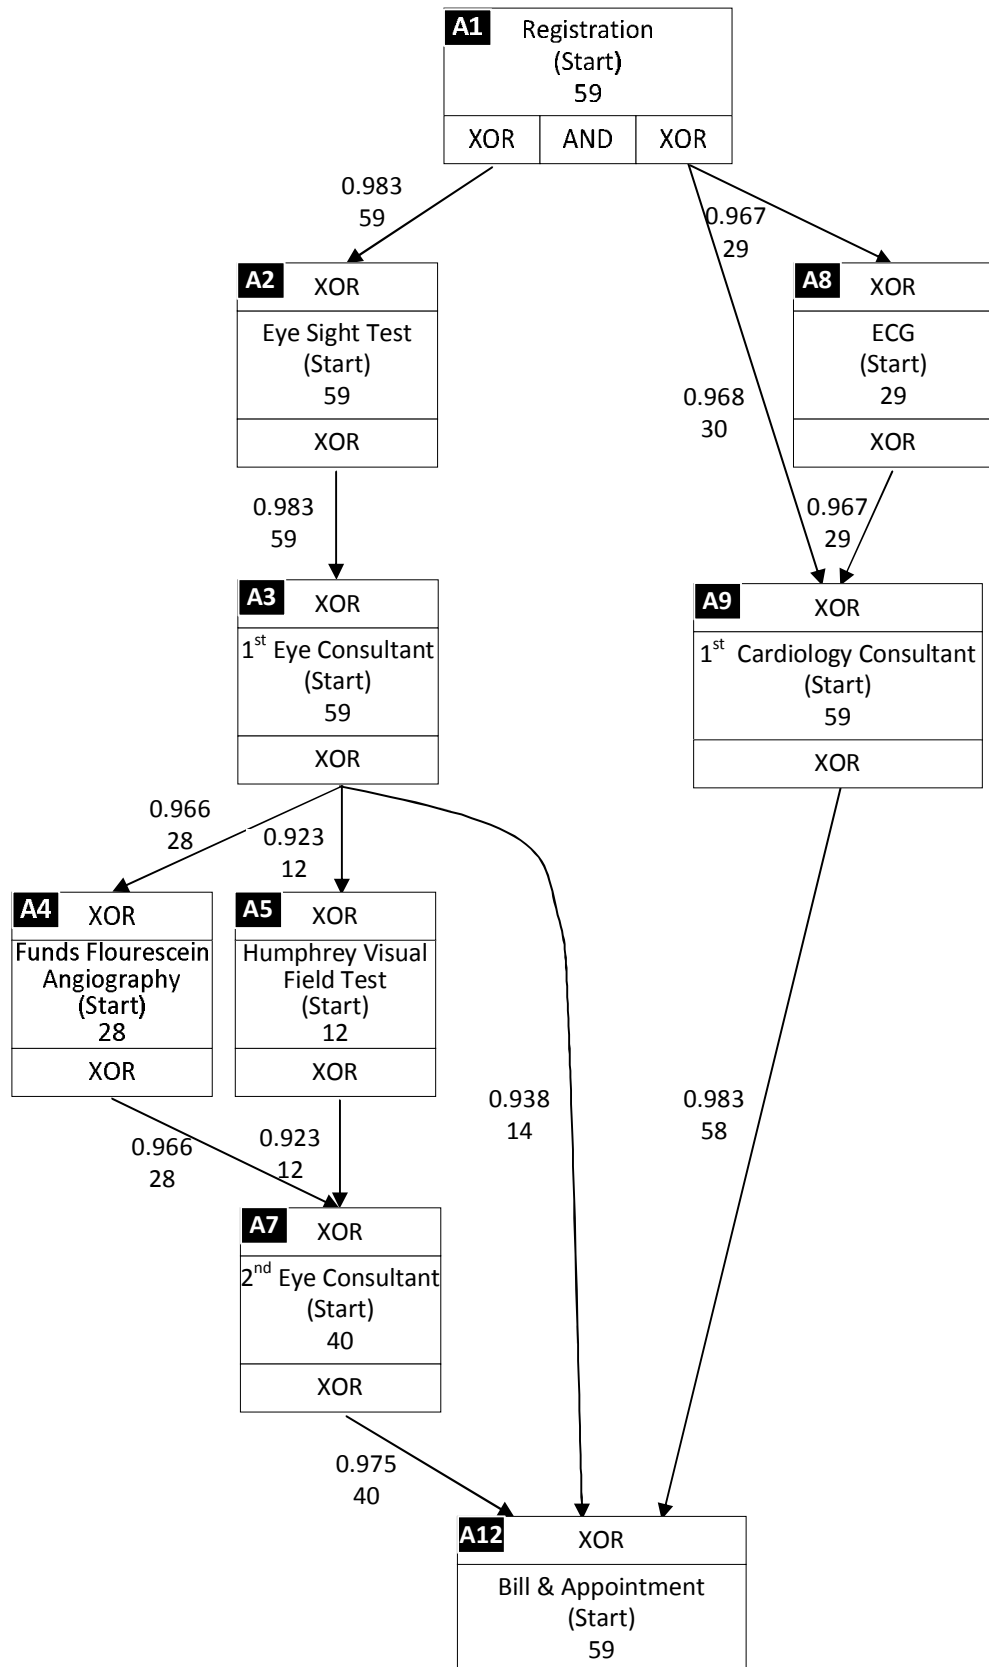 A1
Registration
(Start)
59
XOR AND XOR
0.983
59
0.967
29
A2
XOR
Eye Sight Test
(Start)
59
XOR
A8
XOR
ECG
(Start)
29
XOR
0.968
30
0.983
59
0.967
29
A3
XOR
1st Eye Consultant
(Start)
59
XOR
A9
XOR
1st Cardiology Consultant
(Start)
59
XOR
0.966
28
0.923
12
A4
XOR
Funds Flourescein
Angiography
(Start)
28
XOR
A5
XOR
Humphrey Visual
Field Test
(Start)
12
XOR
0.938
14
0.983
58
0.966
28
0.923
12
A7
XOR
2nd Eye Consultant
(Start)
40
XOR
0.975
40
A12
XOR
Bill & Appointment
(Start)
59